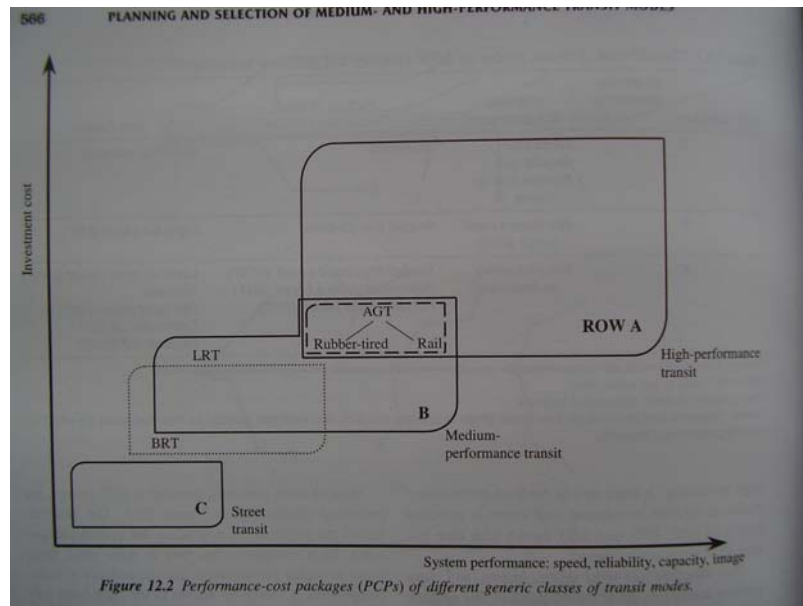 566
PLANNING AND SELECTION OF MEDIUM- AND HIGH-PERFORMANCE TRANSIT MODES
Investment cost
AGT
Rubber-tired Rail
ROW A
High-performance
transit
LRT
B
BRT
Medium-
performance transit
C
Street
transit
System performance: speed, reliability, capacity, image
Figure 12.2 Performance-cost packages (PCPs) of different generic classes of transit modes.